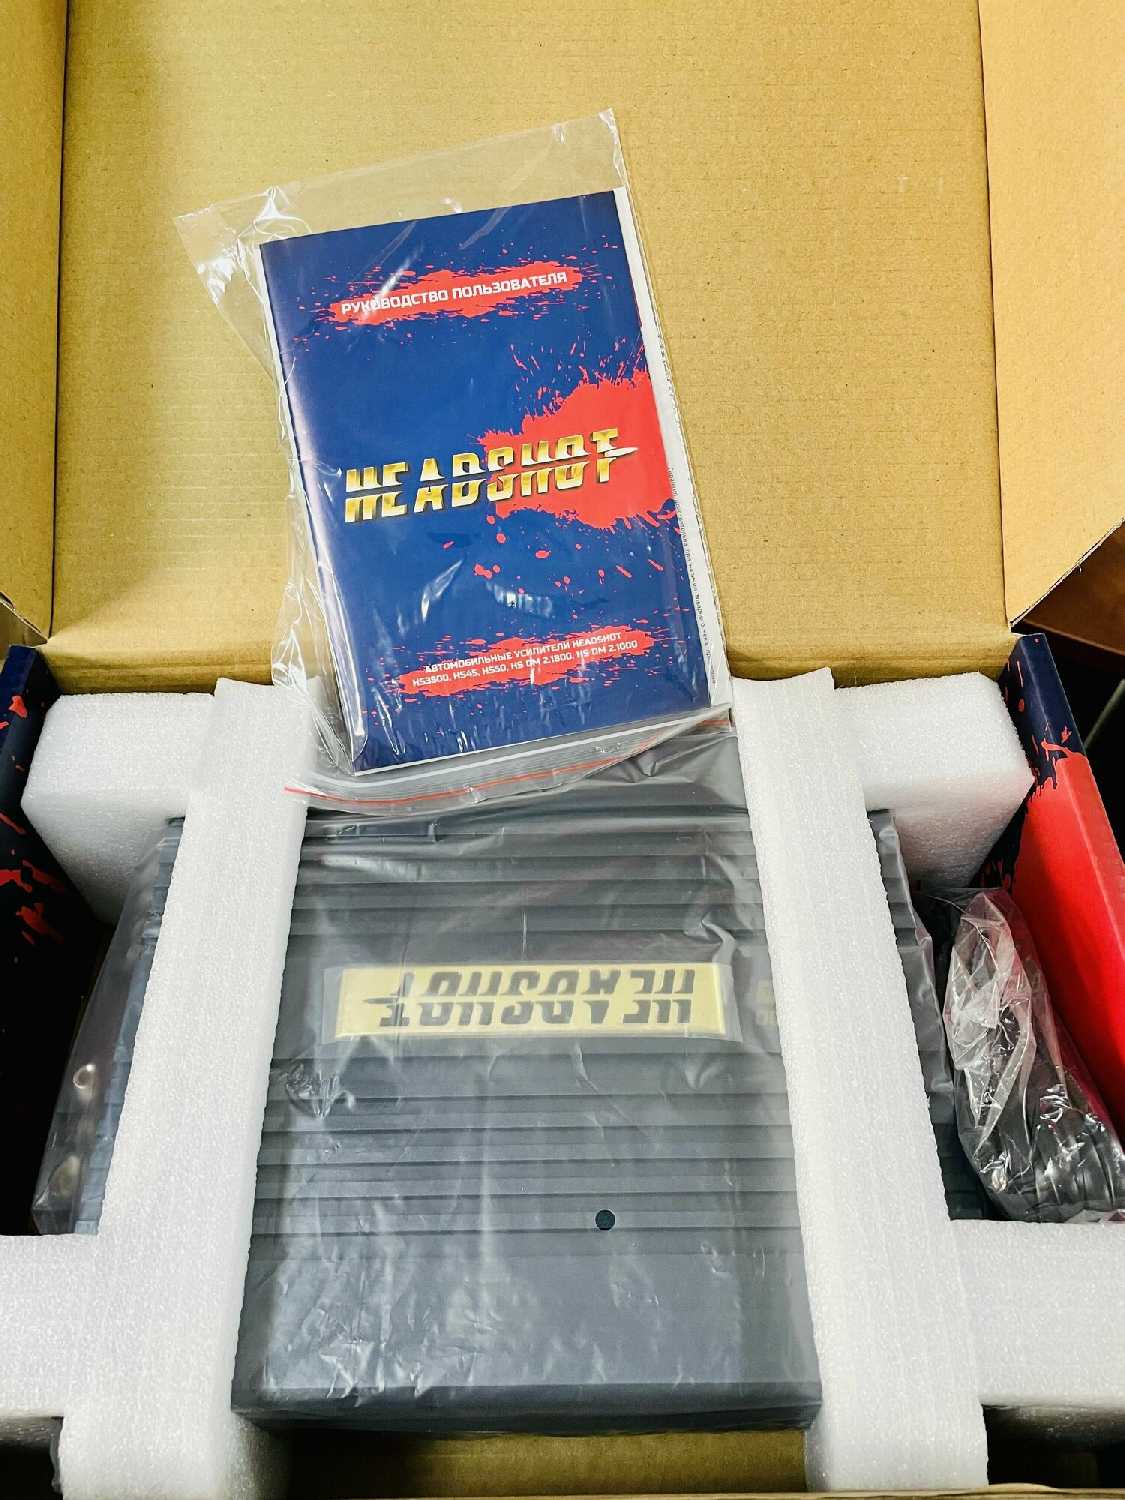 РУКОВОДСТВО ПОЛЬЗОВАТЕЛЯ
HEADSHOT
АВТОМОБИЛЬНЫЕ УСИЛИТЕЛИ HEADSHOT
HS3800, HS45, HS50, HS DM 2.1800, HS DM 2.1000
HEADSHOT